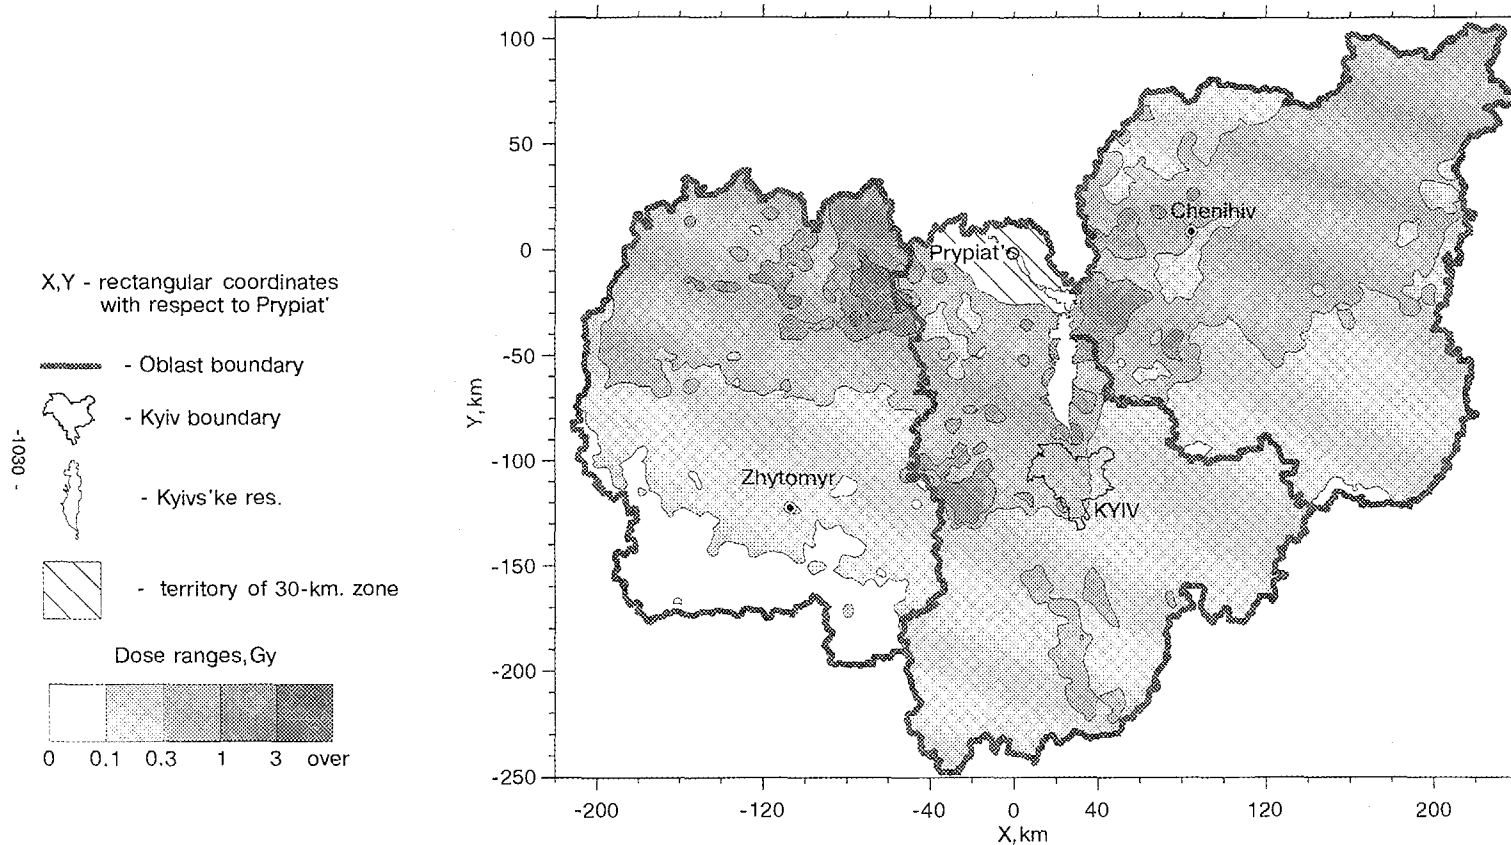 X,Y - rectangular coordinates
with respect to Prypiat'
- Oblast boundary
- Kyiv boundary
- Kyivs'ke res.
- territory of 30-km. zone
Dose ranges,Gy
0 0.1 0.3 1 3 over
-1030 -
100
50
0
-50
-100
-150
-200
-250
Y,km
-200 -120 -40 0 40 120 200
X,km
Chenihiv
Prypiat'
Zhytomyr
KYIV